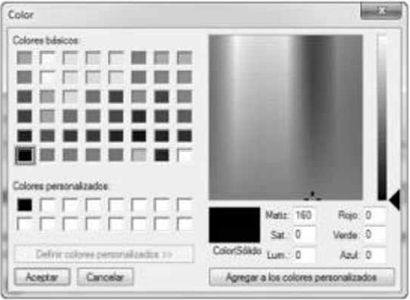 Color
Colores básicos:
Colores personalizados:
Definir colores personalizados >>
Aceptar
Cancelar
Color|Sólido
Matiz: 160
Sat.: 0
Lum.: 0
Rojo: 0
Verde: 0
Azul: 0
Agregar a los colores personalizados